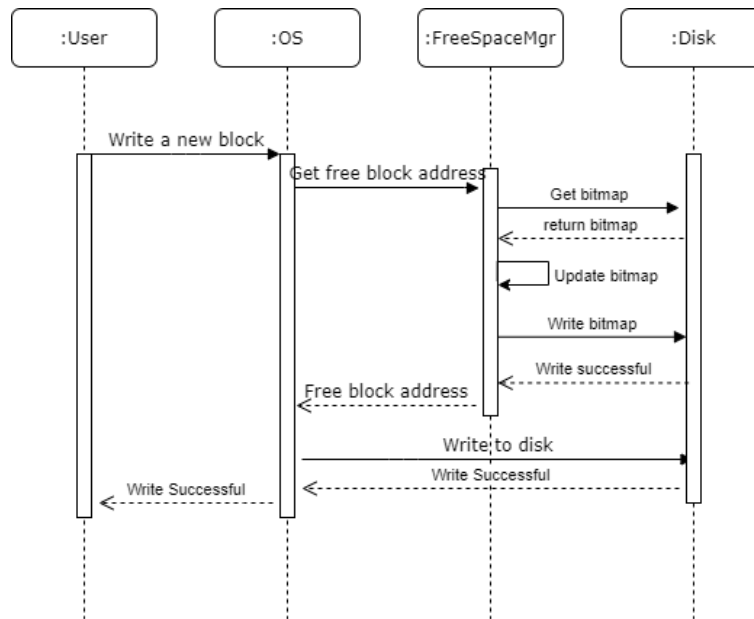 :User
:OS
:FreeSpaceMgr
:Disk
Write a new block
Get free block address
Get bitmap
return bitmap
Update bitmap
Write bitmap
Write successful
Free block address
Write to disk
Write Successful
Write Successful